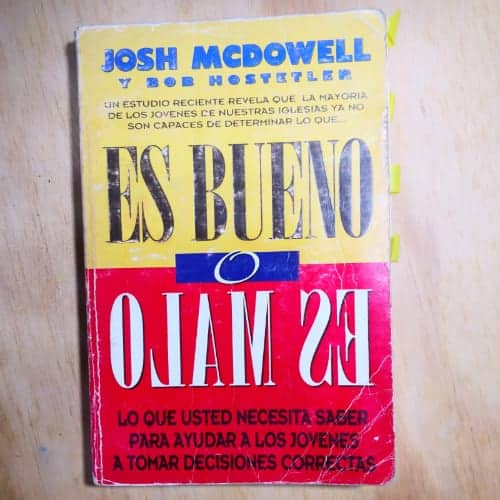 JOSH MCDOWELL
Y BOB HOSTETLER
UN ESTUDIO RECIENTE REVELA QUE LA MAYORIA
DE LOS JOVENES DE NUESTRAS IGLESIAS YA NO
SON CAPACES DE DETERMINAR LO QUE...
ES BUENO
O
ES MALO
LO QUE USTED NECESITA SABER
PARA AYUDAR A LOS JOVENES
A TOMAR DECISIONES CORRECTAS